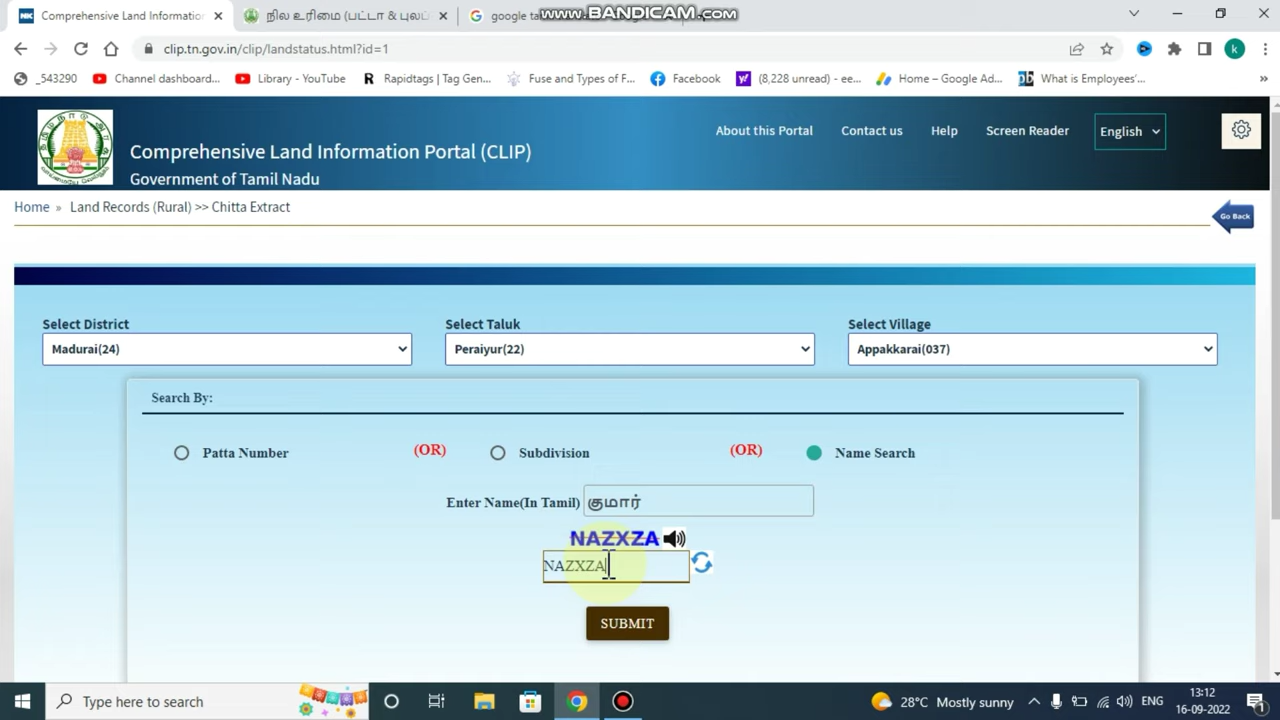 Comprehensive Land Information
நில உரிமை (பட்டா & புலப்
google ta
www.BANDICAM.com
clip.tn.gov.in/clip/landstatus.html?id=1
_543290
Channel dashboard...
Library - YouTube
Rapidtags | Tag Gen...
Fuse and Types of F...
Facebook
(8,228 unread) - ee...
Home – Google Ad...
What is Employees'...
»
About this Portal
Contact us
Help
Screen Reader
English
Comprehensive Land Information Portal (CLIP)
Government of Tamil Nadu
Home » Land Records (Rural) >> Chitta Extract
Go Back
Select District
Select Taluk
Select Village
Madurai(24)
Peraiyur(22)
Appakkarai(037)
Search By:
Patta Number
(OR)
Subdivision
(OR)
Name Search
Enter Name(In Tamil)
குமார்
NAZXZA
NAZXZA
SUBMIT
Type here to search
28°C Mostly sunny
ENG
13:12
16-09-2022